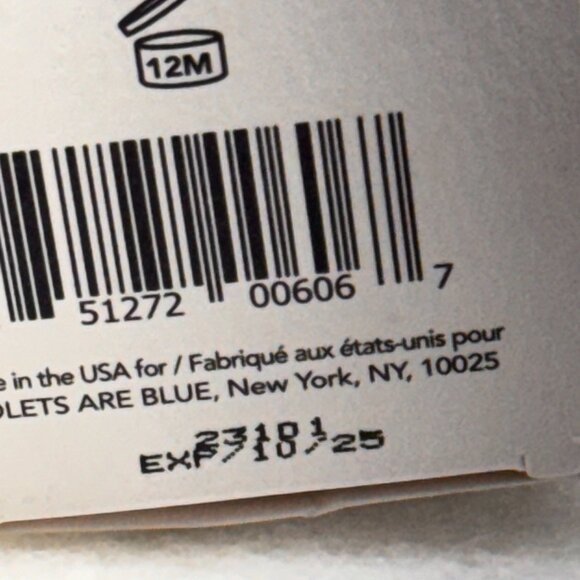 12M
51272 00606 7
in the USA for / Fabriqué aux états-unis pour
ARE BLUE, New York, NY, 10025
23101
EXP /10/25